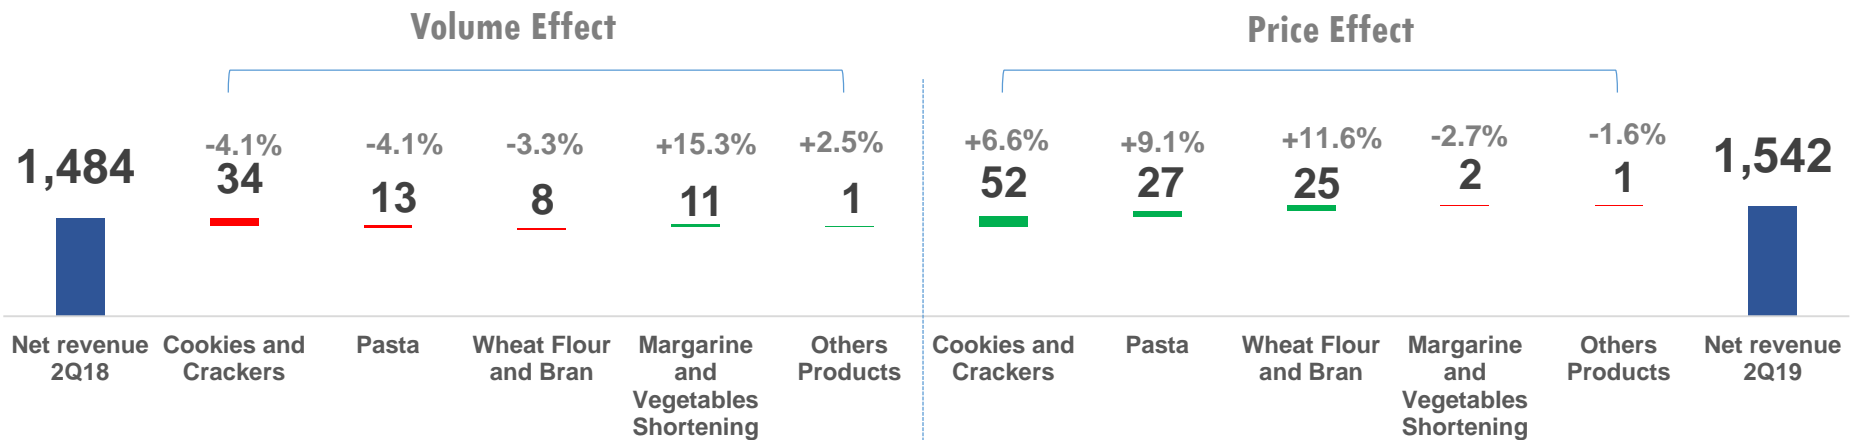 Volume Effect
Price Effect
-4.1%
-4.1%
-3.3%
+15.3%
+2.5%
+6.6%
+9.1%
+11.6%
-2.7%
-1.6%
1,484
34
13
8
11
1
52
27
25
2
1
1,542
Net revenue
2Q18
Cookies and
Crackers
Pasta
Wheat Flour
and Bran
Margarine
and
Vegetables
Shortening
Others
Products
Cookies and
Crackers
Pasta
Wheat Flour
and Bran
Margarine
and
Vegetables
Shortening
Others
Products
Net revenue
2Q19